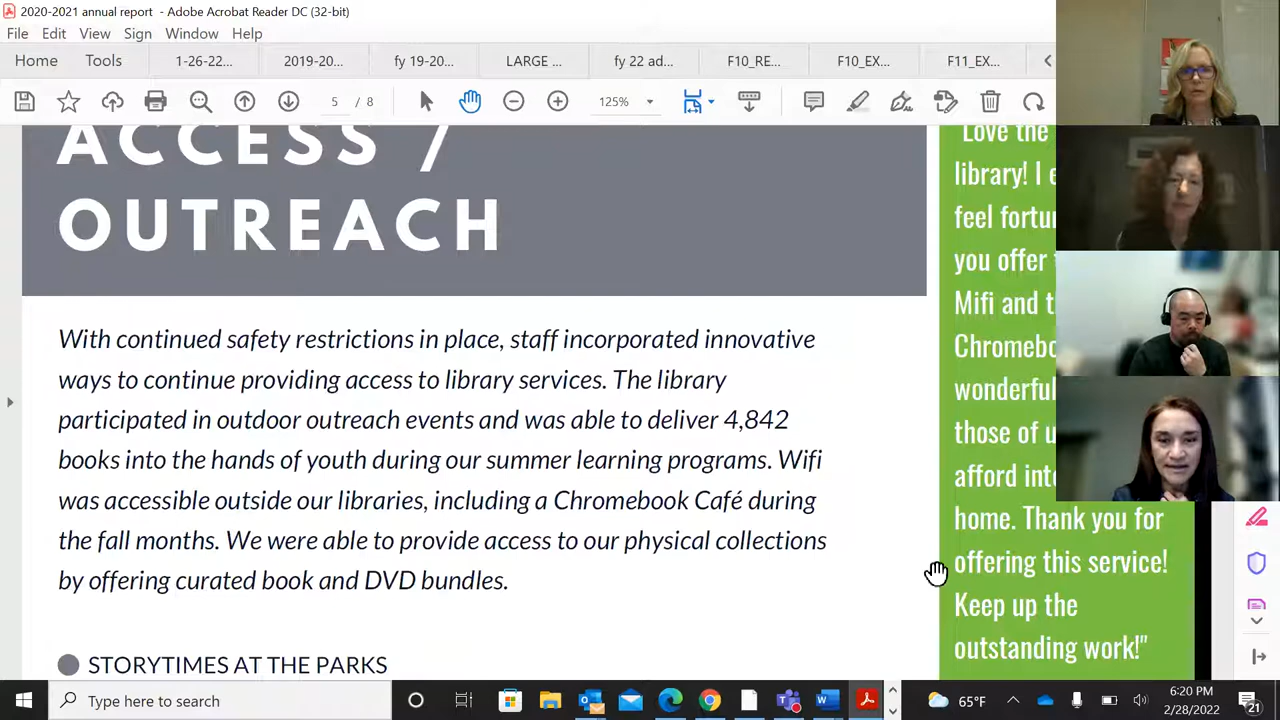 2020-2021 annual report - Adobe Acrobat Reader DC (32-bit)
File Edit View Sign Window Help
Home Tools 1-26-22... 2019-20... fy 19-20... LARGE ... fy 22 ad... F10_RE... F10_EX... F11_EX...
5 / 8 125%
ACCESS /
OUTREACH
With continued safety restrictions in place, staff incorporated innovative
ways to continue providing access to library services. The library
participated in outdoor outreach events and was able to deliver 4,842
books into the hands of youth during our summer learning programs. Wifi
was accessible outside our libraries, including a Chromebook Café during
the fall months. We were able to provide access to our physical collections
by offering curated book and DVD bundles.
STORYTIMES AT THE PARKS
Love the
library! I
feel
you offer
Mifi and
wonderful
those of
afford
home. Thank you for
offering this service!
Keep up the
outstanding work!"
Type here to search
65°F
6:20 PM
2/28/2022
21